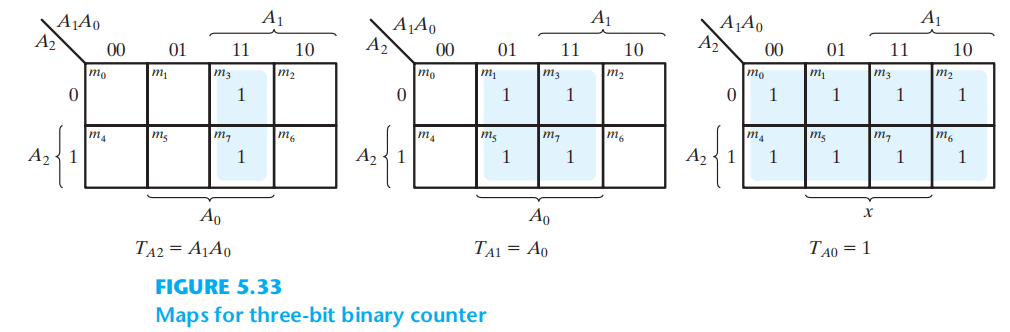 A₁A₀ A₁ A₁A₀ A₁ A₁A₀ A₁
A₂ 00 01 11 10 A₂ 00 01 11 10 A₂ 00 01 11 10
m₀ m₁ m₃ m₂ m₀ m₁ m₃ m₂ m₀ m₁ m₃ m₂
0 1 0 1 1 0 1 1 1 1
m₄ m₅ m₇ m₆ m₄ m₅ m₇ m₆ m₄ m₅ m₇ m₆
A₂ 1 1 A₂ 1 1 1 A₂ 1 1 1 1 1
A₀ A₀ x
T_A2 = A₁A₀ T_A1 = A₀ T_A0 = 1
FIGURE 5.33
Maps for three-bit binary counter